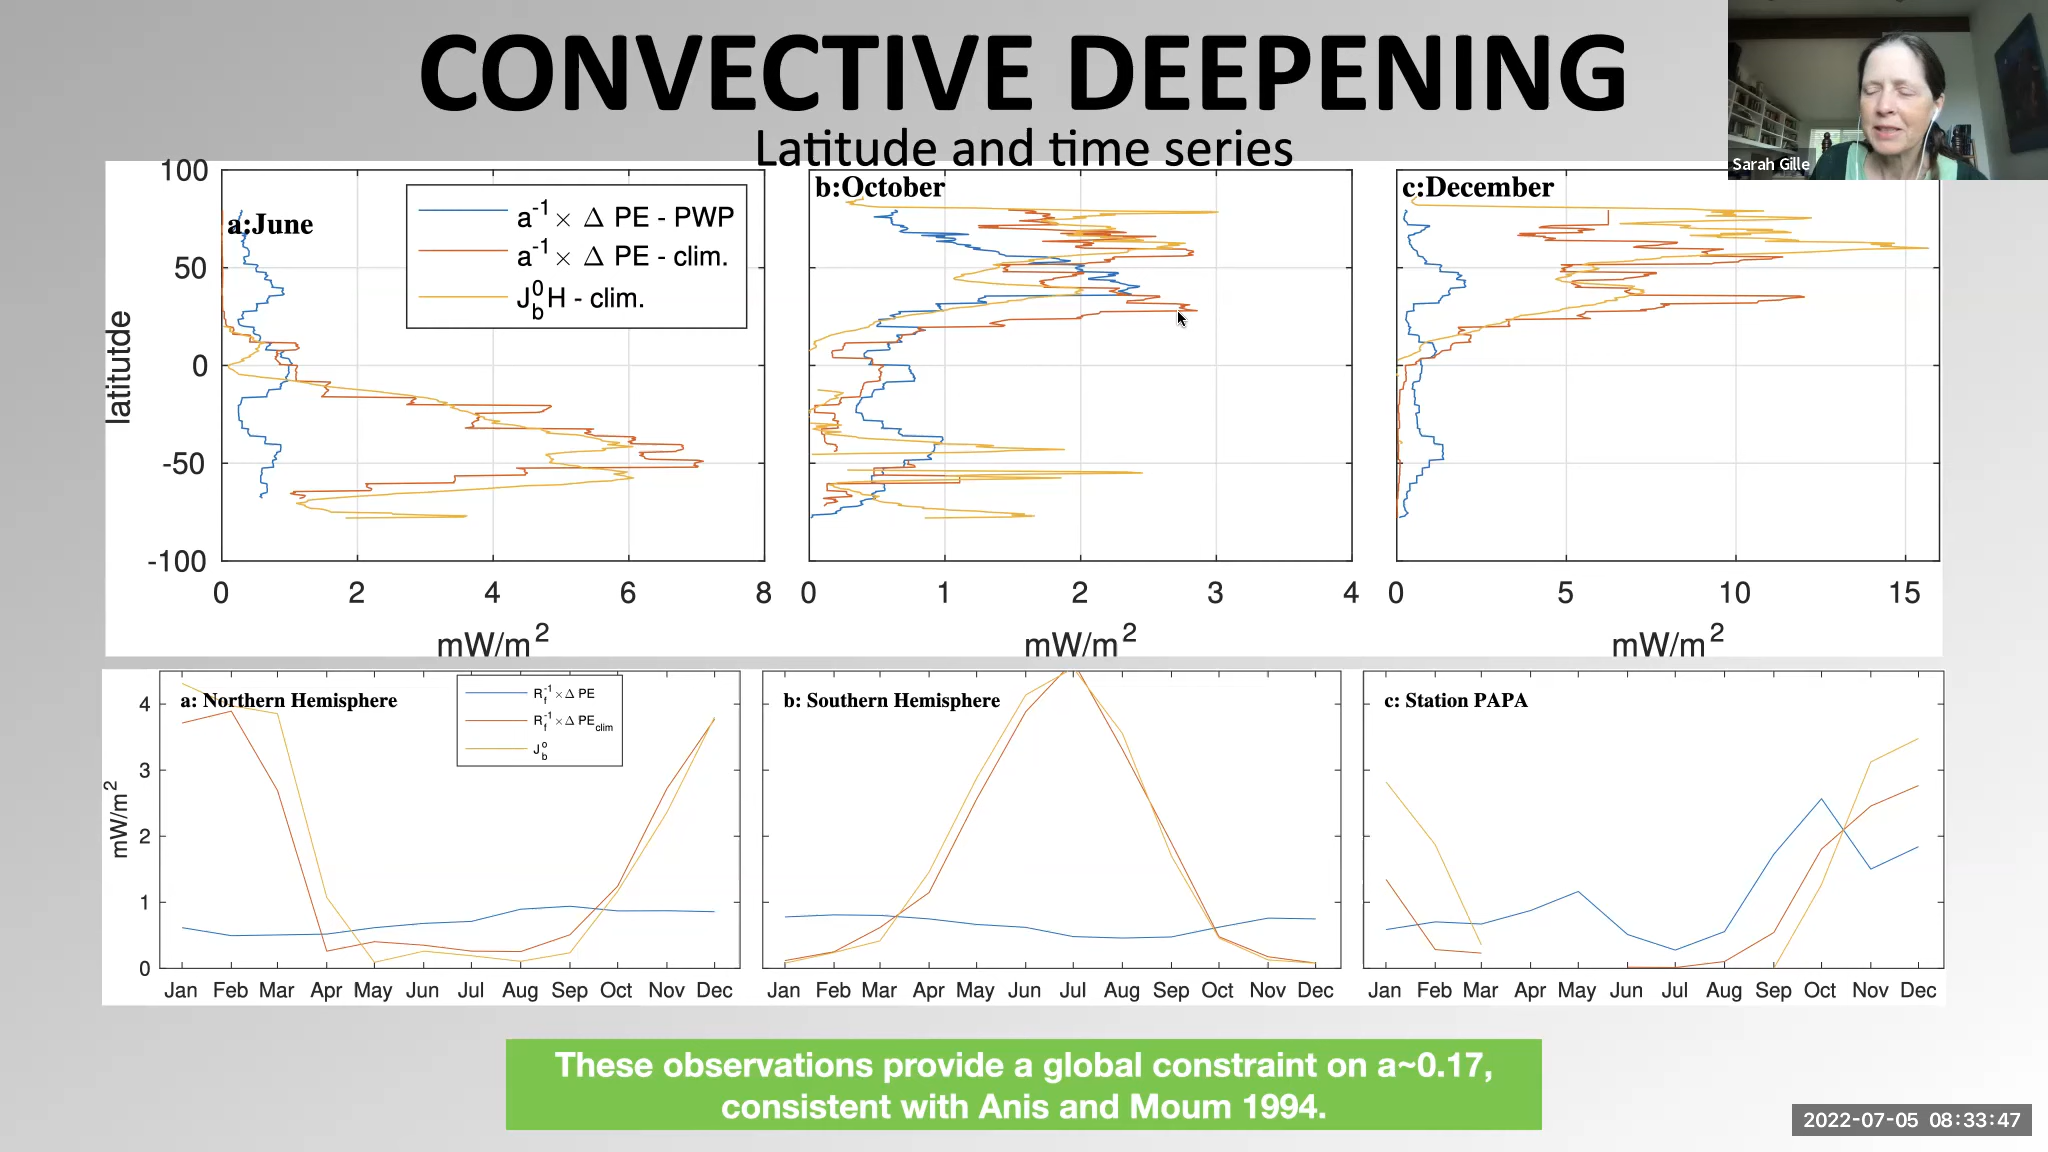 CONVECTIVE DEEPENING
Latitude and time series
Sarah Gille
a:June
a⁻¹ × Δ PE - PWP
a⁻¹ × Δ PE - clim.
J_b⁰H - clim.
b:October
c:December
latitude
100
50
0
-50
-100
0 2 4 6 8
0 1 2 3 4
0 5 10 15
mW/m²
mW/m²
mW/m²
a: Northern Hemisphere
R_f⁻¹ × Δ PE
R_f⁻¹ × Δ PE_clim
J_b⁰
b: Southern Hemisphere
c: Station PAPA
mW/m²
4
3
2
1
0
Jan Feb Mar Apr May Jun Jul Aug Sep Oct Nov Dec
Jan Feb Mar Apr May Jun Jul Aug Sep Oct Nov Dec
Jan Feb Mar Apr May Jun Jul Aug Sep Oct Nov Dec
These observations provide a global constraint on a~0.17,
consistent with Anis and Moum 1994.
2022-07-05 08:33:47